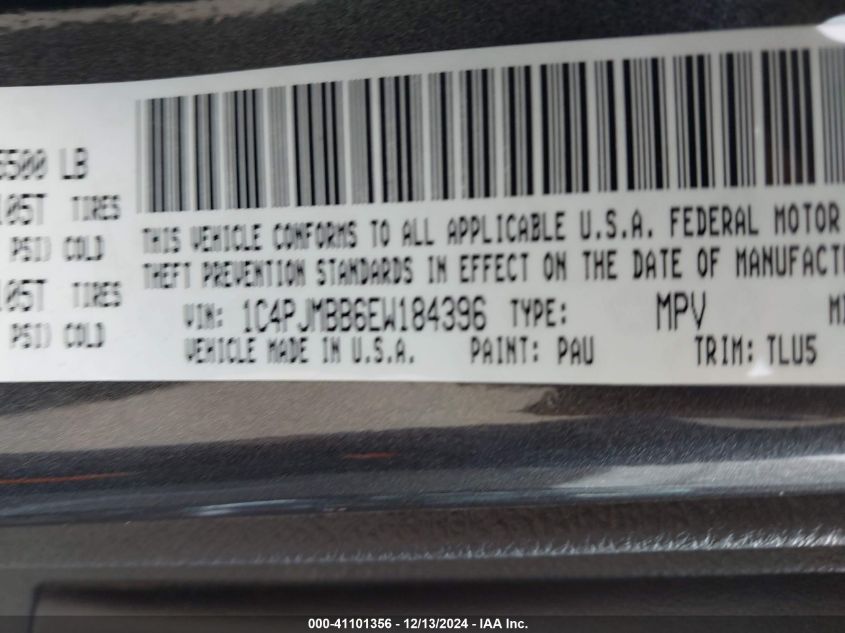 6500 LB
105T TIRES
PSI) COLD
105T TIRES
PSI) COLD
THIS VEHICLE CONFORMS TO ALL APPLICABLE U.S.A. FEDERAL MOTOR
THEFT PREVENTION STANDARDS IN EFFECT ON THE DATE OF MANUFACT
VIN: 1C4PJMBB6EW184396 TYPE: MPV
VEHICLE MADE IN U.S.A. PAINT: PAU TRIM: TLU5
000-41101356 - 12/13/2024 - IAA Inc.